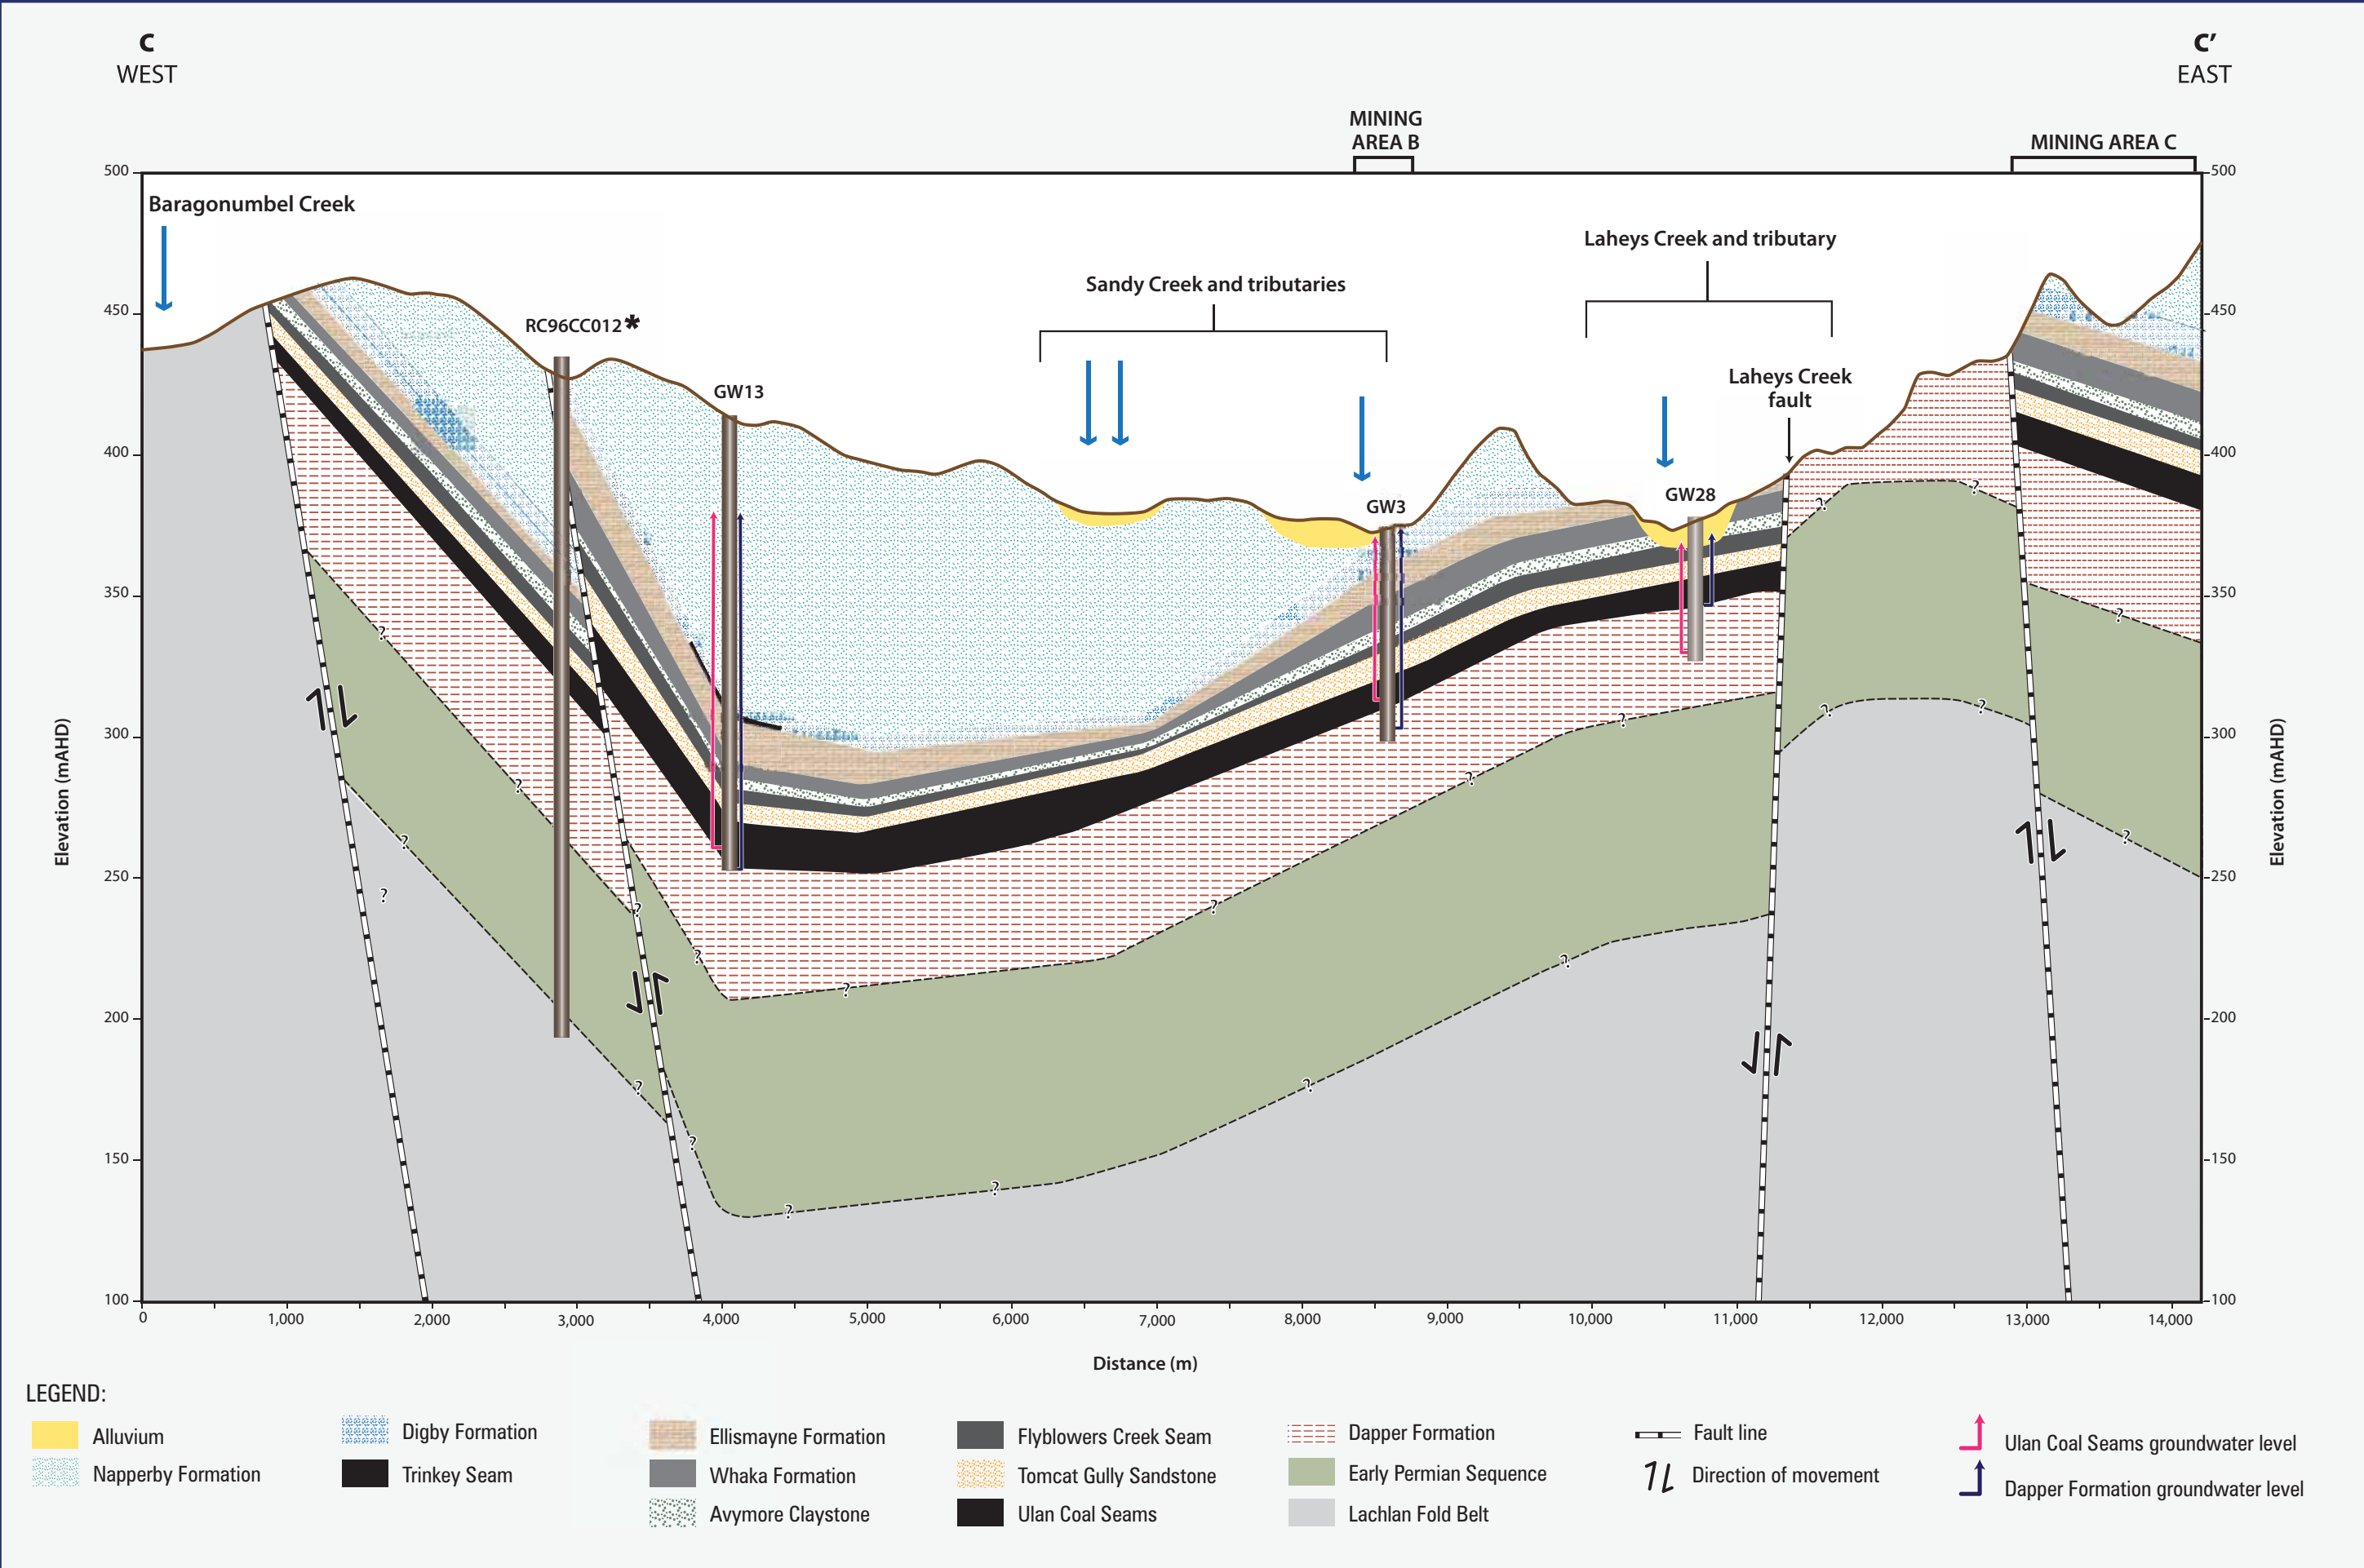 C
WEST
C′
EAST
MINING
AREA B
MINING AREA C
500
500
Baragonumbel Creek
Laheys Creek and tributary
Sandy Creek and tributaries
450
450
RC96CC012*
Laheys Creek
fault
GW13
400
400
GW28
GW3
?
?
350
350
?
?
?
?
?
300
300
?
?
?
Elevation (mAHD)
Elevation (mAHD)
?
?
250
250
?
?
?
?
?
?
200
200
?
?
?
150
150
?
?
100
100
0
1,000
2,000
3,000
4,000
5,000
6,000
7,000
8,000
9,000
10,000
11,000
12,000
13,000
14,000
Distance (m)
LEGEND:
Alluvium
Napperby Formation
Digby Formation
Trinkey Seam
Ellismayne Formation
Whaka Formation
Avymore Claystone
Flyblowers Creek Seam
Tomcat Gully Sandstone
Ulan Coal Seams
Dapper Formation
Early Permian Sequence
Lachlan Fold Belt
Fault line
Direction of movement
Ulan Coal Seams groundwater level
Dapper Formation groundwater level